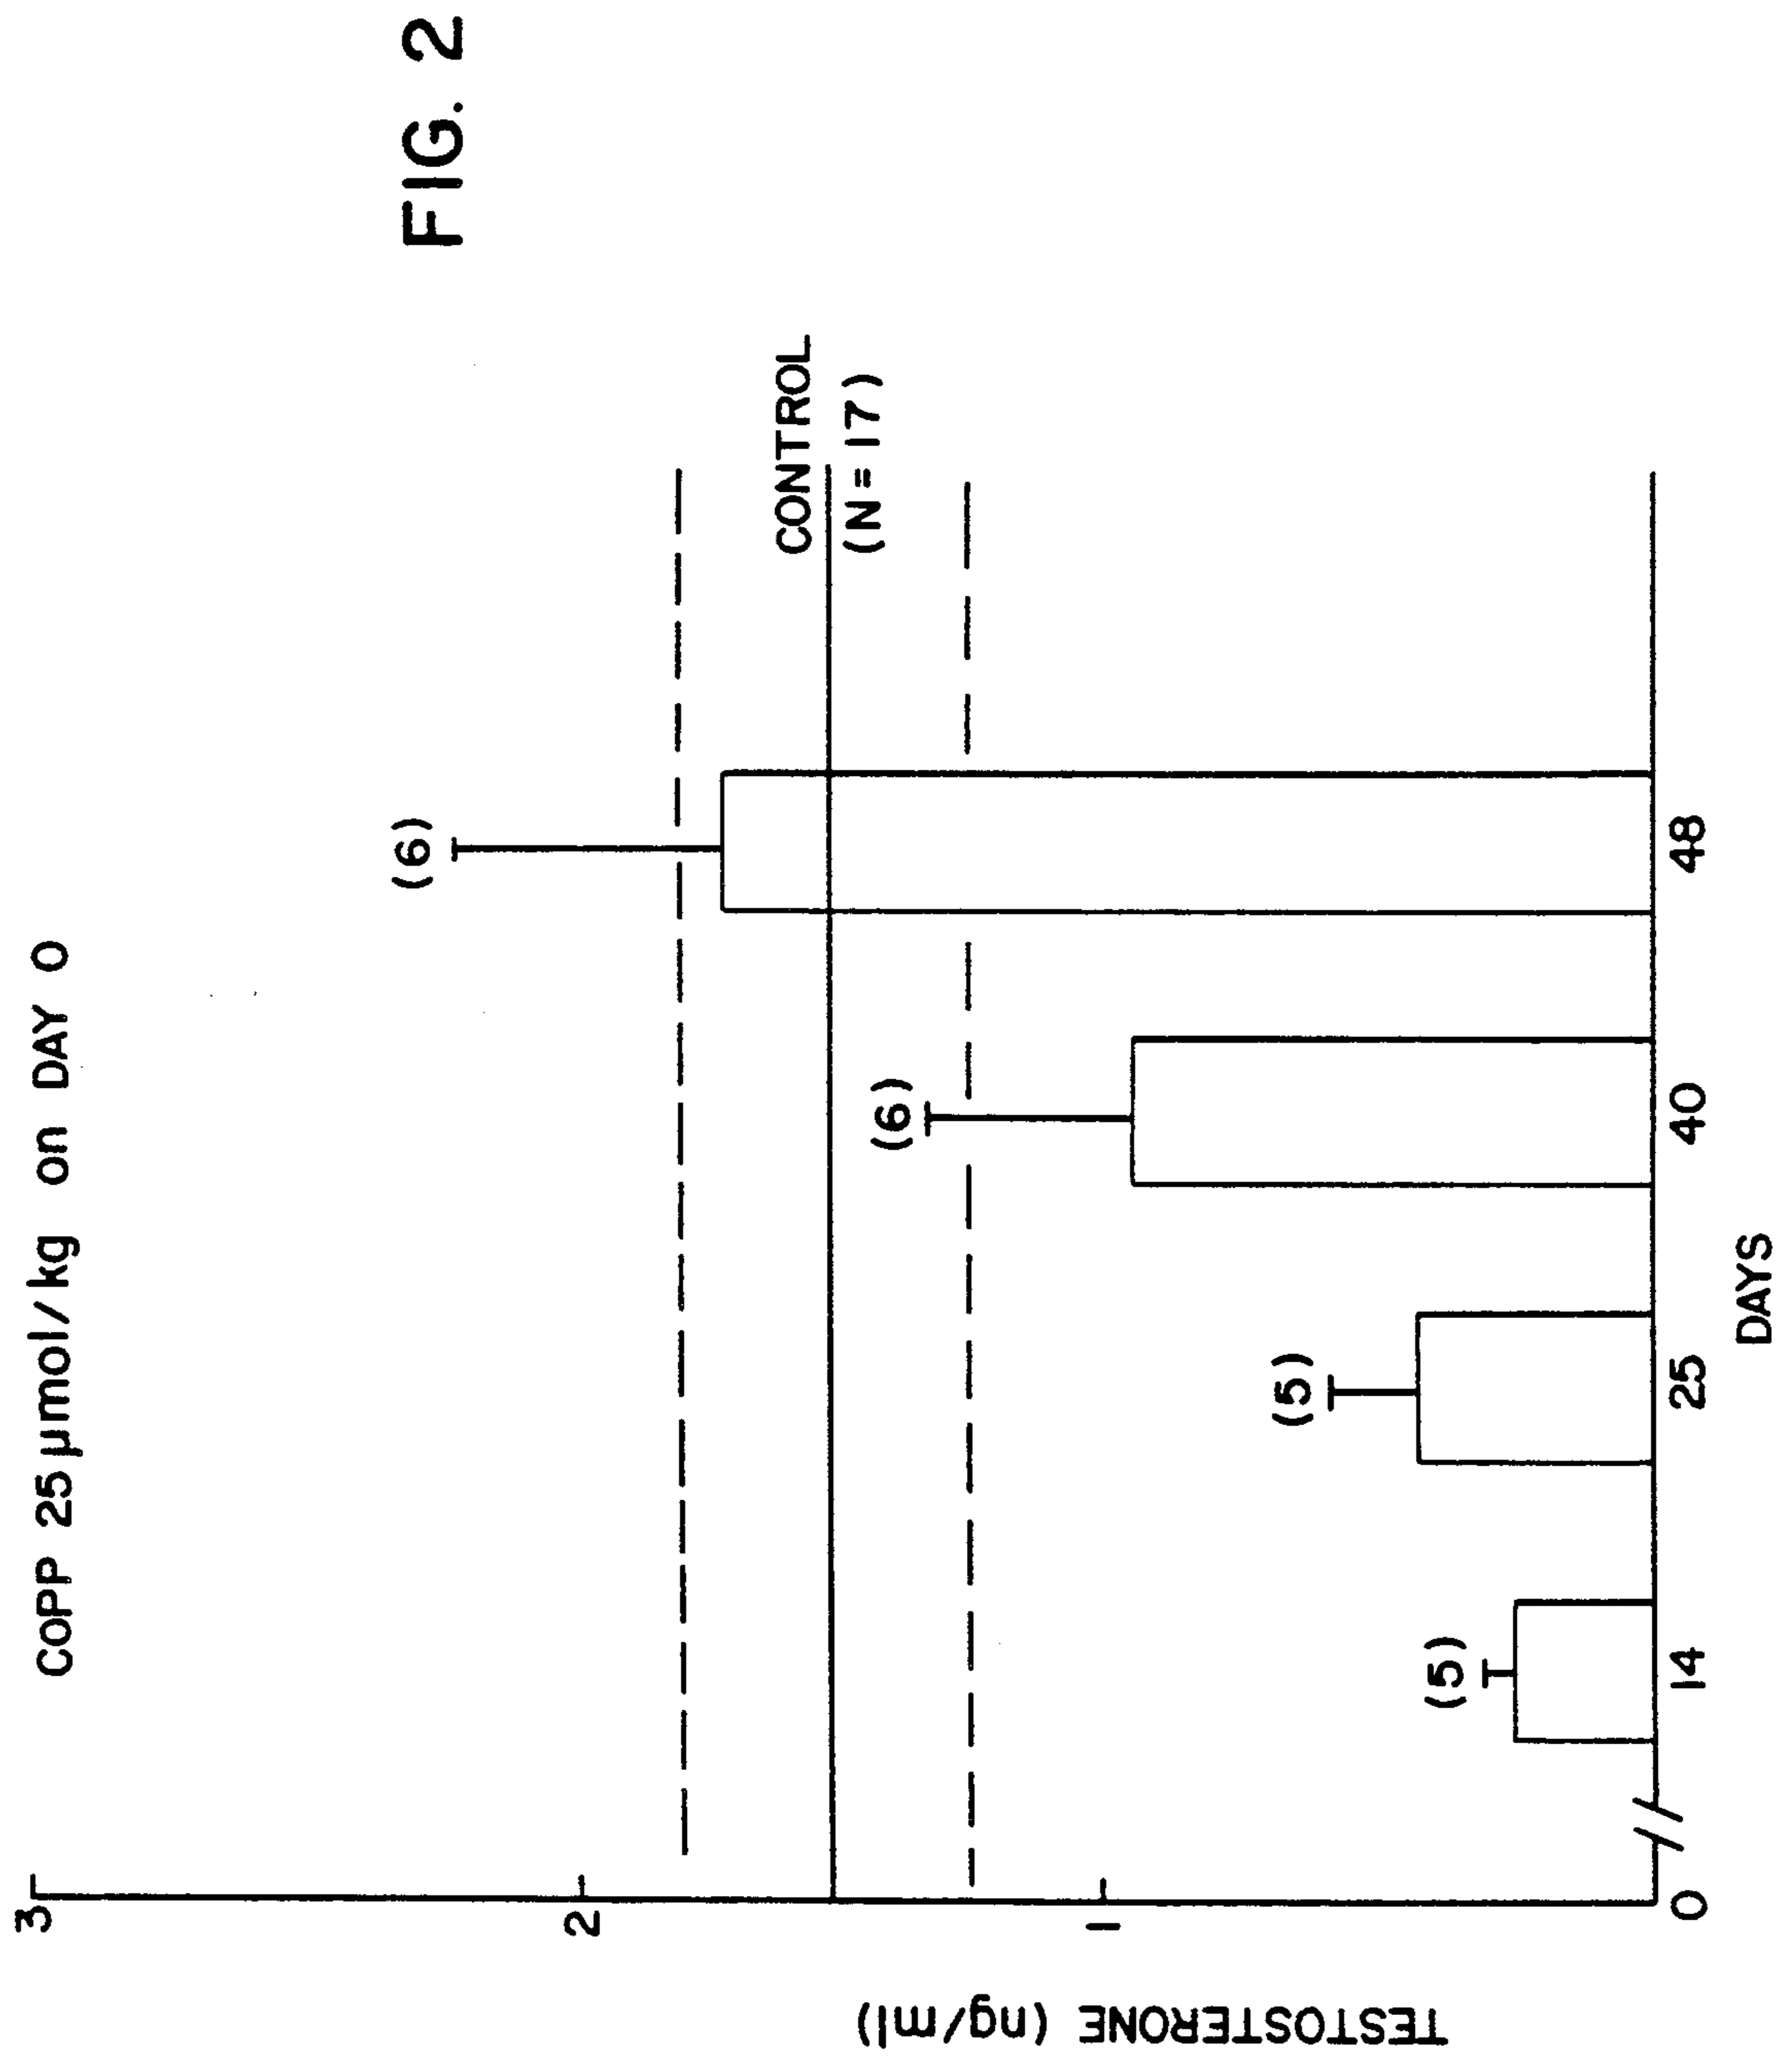 COPP 25 µmol/kg on DAY 0
FIG. 2
3
2
1
TESTOSTERONE (ng/ml)
(5)
(5)
(6)
(6)
CONTROL
(N = 17)
0
14
25
40
48
DAYS